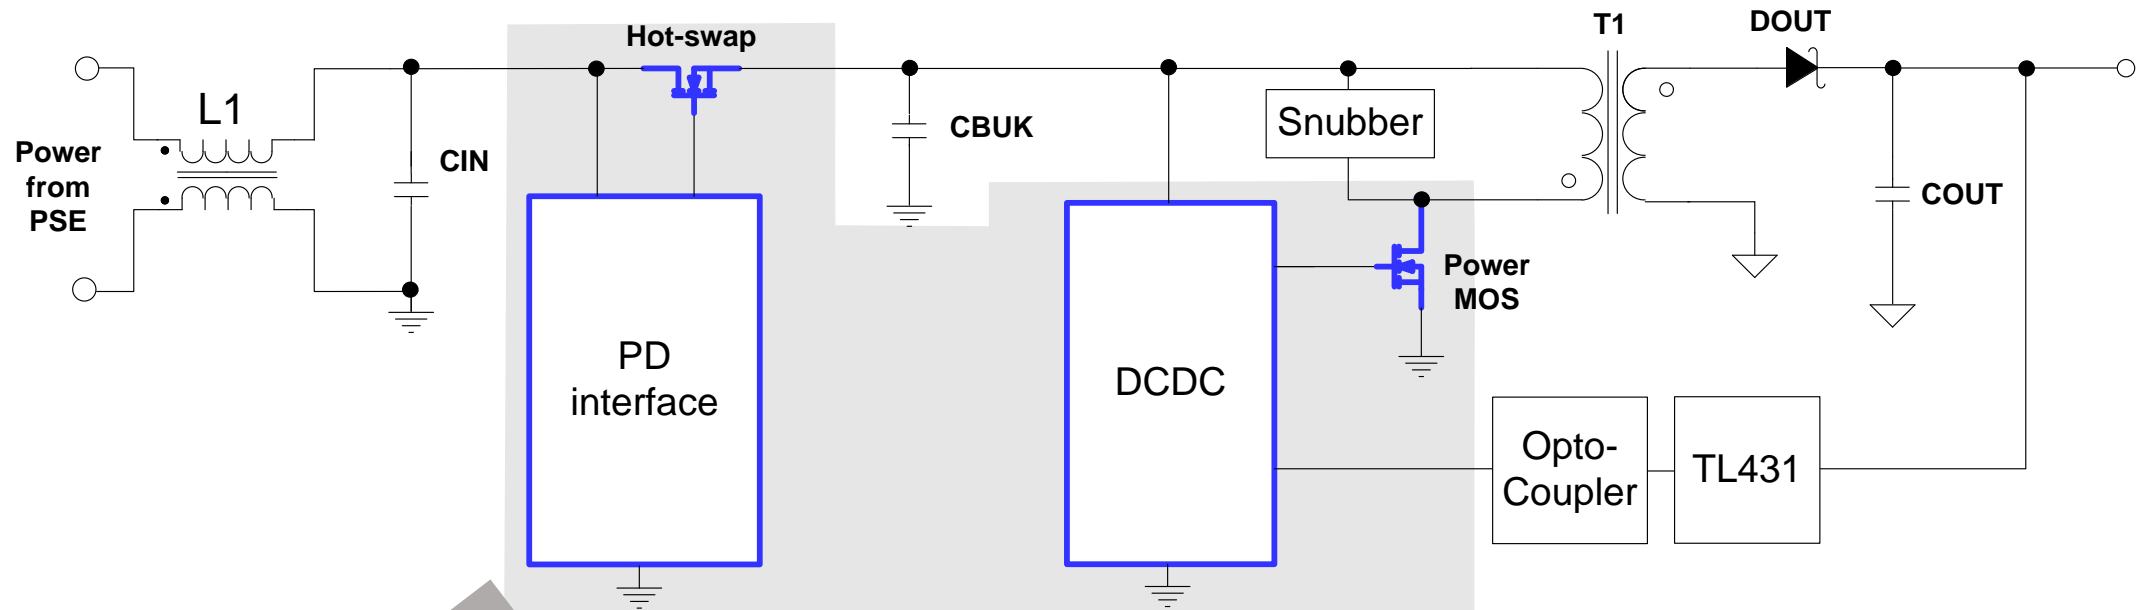 Hot-swap
T1
DOUT
L1
Power
from
PSE
CIN
CBUK
Snubber
COUT
Power
MOS
PD
interface
DCDC
Opto-
Coupler
TL431